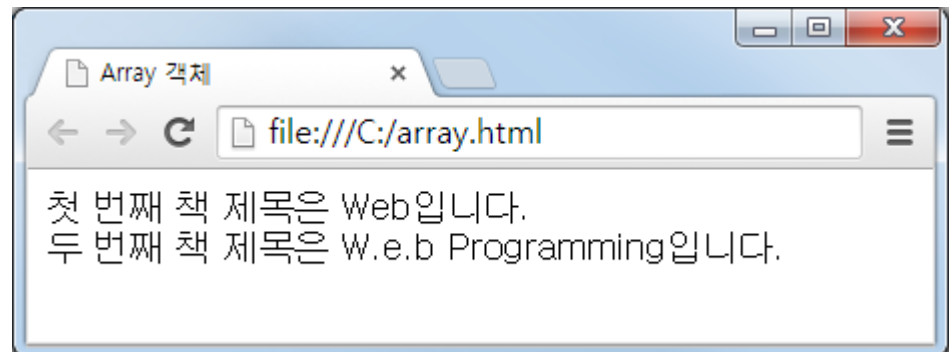 Array 객체
file:///C:/array.html
첫 번째 책 제목은 Web입니다.
두 번째 책 제목은 W.e.b Programming입니다.